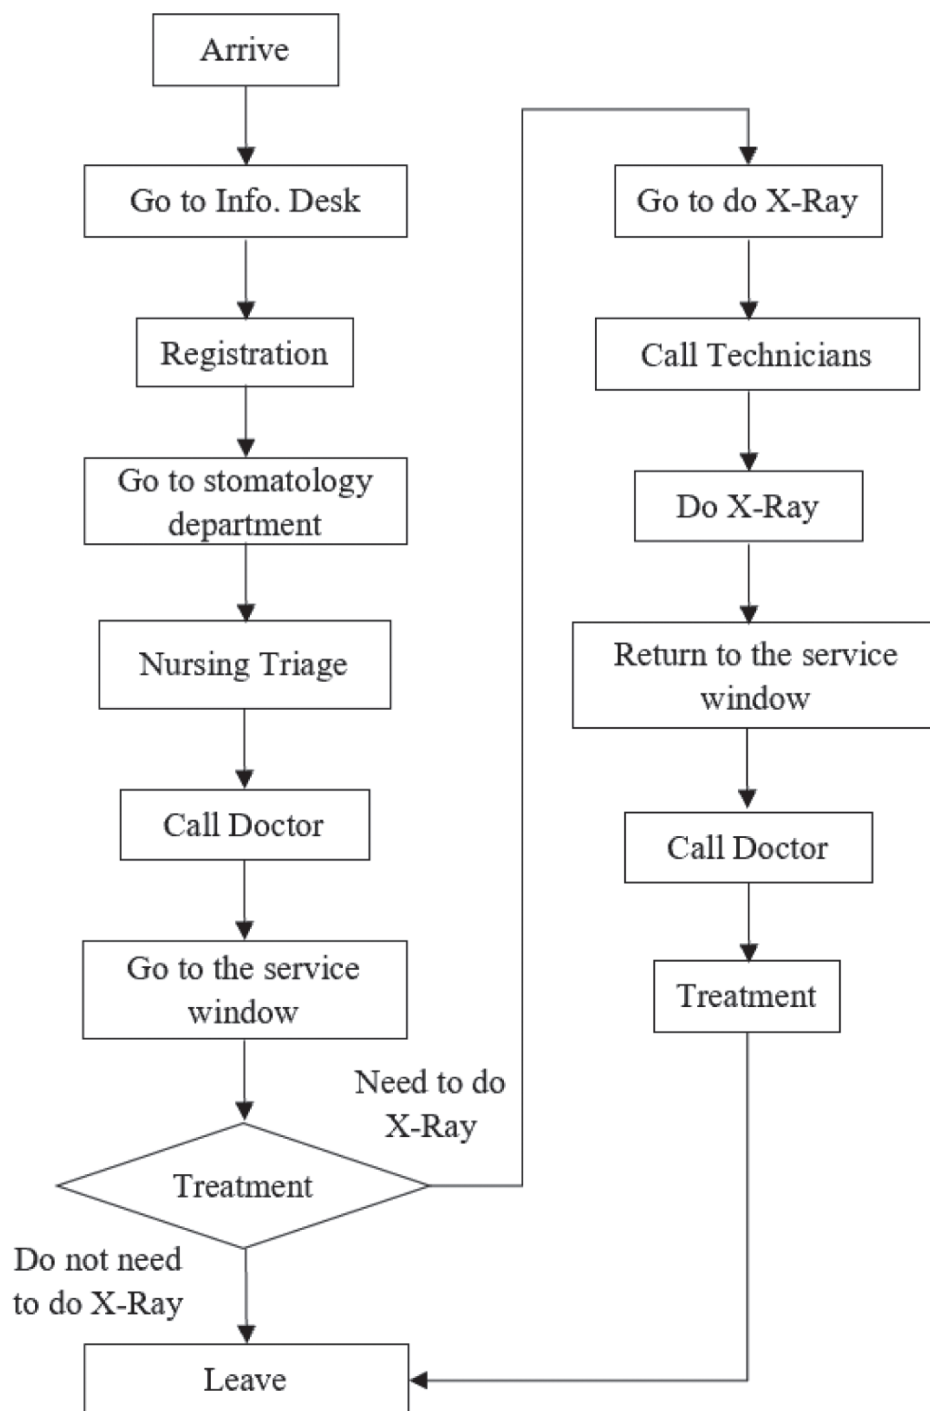 Arrive
Go to Info. Desk
Registration
Go to stomatology
department
Nursing Triage
Call Doctor
Go to the service
window
Treatment
Need to do
X-Ray
Do not need
to do X-Ray
Leave
Go to do X-Ray
Call Technicians
Do X-Ray
Return to the service
window
Call Doctor
Treatment